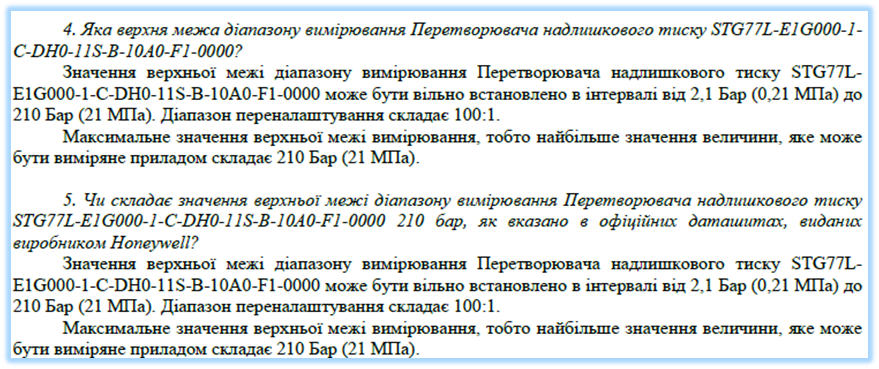 4. Яка верхня межа діапазону вимірювання Перетворювача надлишкового тиску STG77L-E1G000-1-
C-DH0-11S-B-10A0-F1-0000?
Значення верхньої межі діапазону вимірювання Перетворювача надлишкового тиску STG77L-
E1G000-1-C-DH0-11S-B-10A0-F1-0000 може бути вільно встановлено в інтервалі від 2,1 Бар (0,21 МПа) до
210 Бар (21 МПа). Діапазон переналаштування складає 100:1.
Максимальне значення верхньої межі вимірювання, тобто найбільше значення величини, яке може
бути виміряне приладом складає 210 Бар (21 МПа).
5. Чи складає значення верхньої межі діапазону вимірювання Перетворювача надлишкового тиску
STG77L-E1G000-1-C-DH0-11S-B-10A0-F1-0000 210 бар, як вказано в офіційних даташитах, виданих
виробником Honeywell?
Значення верхньої межі діапазону вимірювання Перетворювача надлишкового тиску STG77L-
E1G000-1-C-DH0-11S-B-10A0-F1-0000 може бути вільно встановлено в інтервалі від 2,1 Бар (0,21 МПа) до
210 Бар (21 МПа). Діапазон переналаштування складає 100:1.
Максимальне значення верхньої межі вимірювання, тобто найбільше значення величини, яке може
бути виміряне приладом складає 210 Бар (21 МПа).